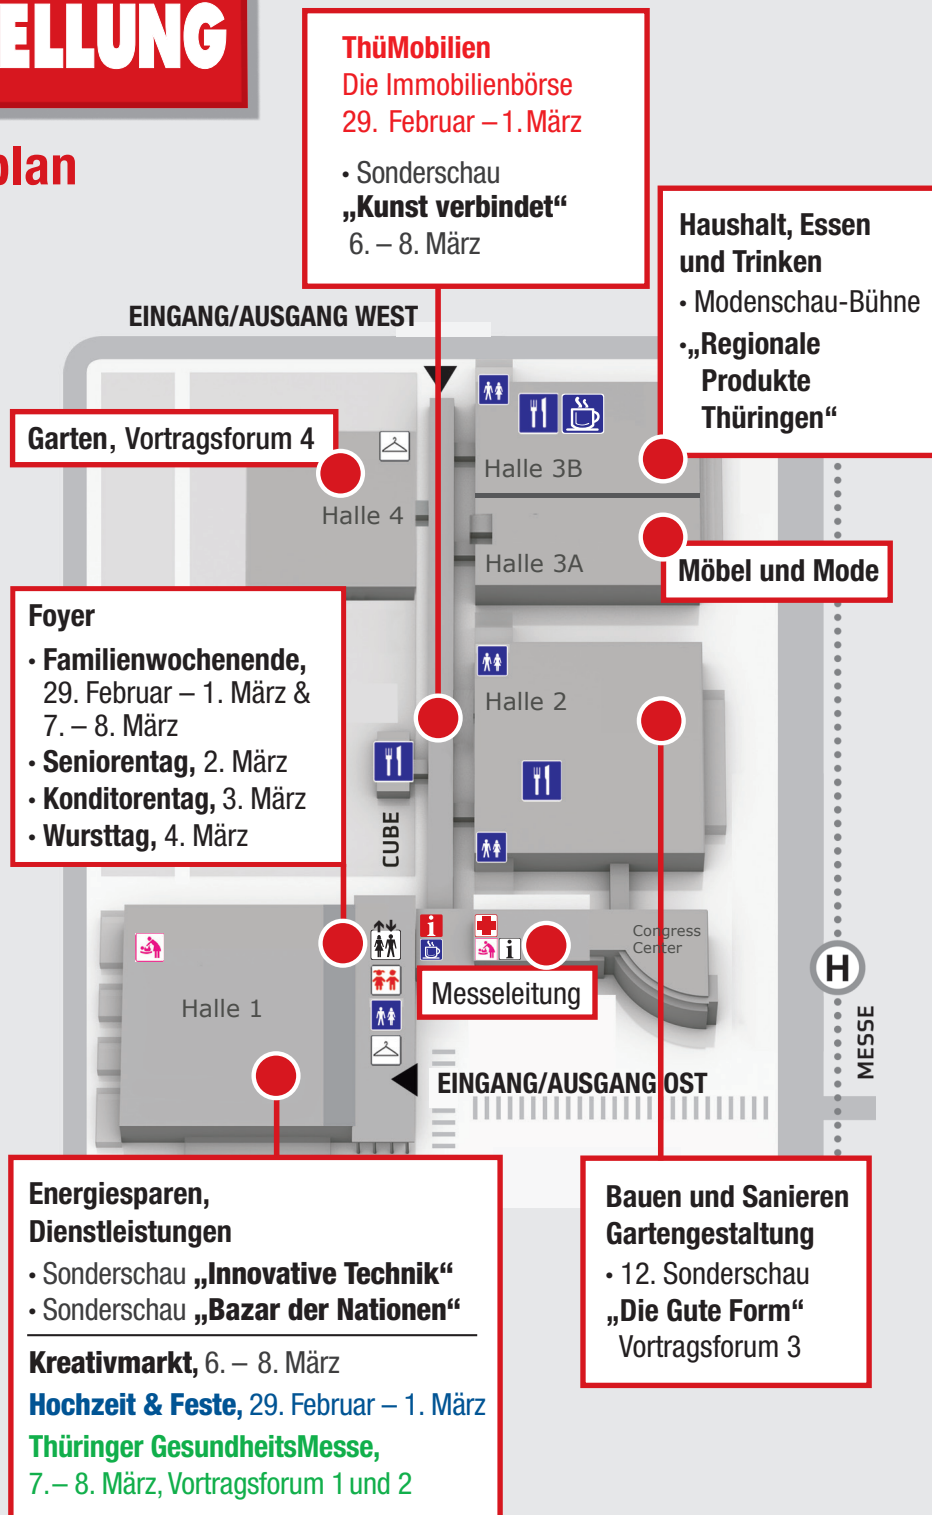 ELLUNG
plan
ThüMobilien
Die Immobilienbörse
29. Februar – 1. März
• Sonderschau
„Kunst verbindet“
6. – 8. März
Haushalt, Essen
und Trinken
• Modenschau-Bühne
• „Regionale
Produkte
Thüringen“
EINGANG/AUSGANG WEST
Garten, Vortragsforum 4
Halle 3B
Halle 4
Halle 3A
Möbel und Mode
Foyer
• Familienwochenende,
29. Februar – 1. März &
7. – 8. März
• Seniorentag, 2. März
• Konditorentag, 3. März
• Wursttag, 4. März
Halle 2
CUBE
i
i
Congress
Center
H
MESSE
Halle 1
Messeleitung
EINGANG/AUSGANG OST
Energiesparen,
Dienstleistungen
• Sonderschau „Innovative Technik“
• Sonderschau „Bazar der Nationen“
Kreativmarkt, 6. – 8. März
Hochzeit & Feste, 29. Februar – 1. März
Thüringer GesundheitsMesse,
7. – 8. März, Vortragsforum 1 und 2
Bauen und Sanieren
Gartengestaltung
• 12. Sonderschau
„Die Gute Form“
Vortragsforum 3